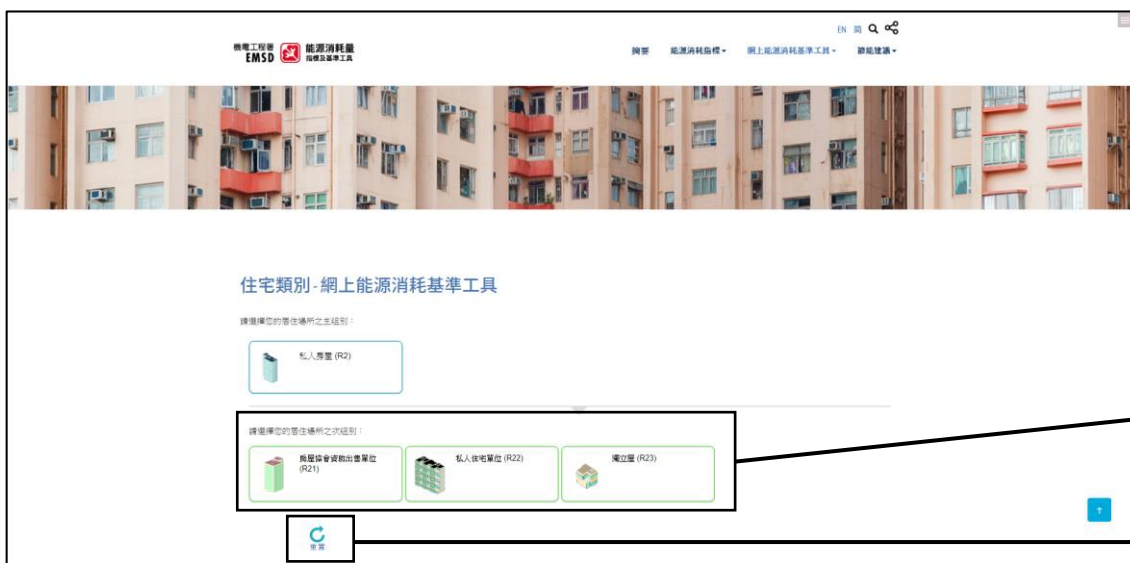 EN 简
機電工程署
EMSD
能源消耗量
指標及基準工具
摘要 能源消耗指標 網上能源消耗基準工具 節能建議
住宅類別 - 網上能源消耗基準工具
請選擇您的居住場所之主組別：
私人房屋 (R2)
請選擇您的居住場所之次組別：
房屋協會資助出售單位
(R21)
私人住宅單位 (R22)
獨立屋 (R23)
重置